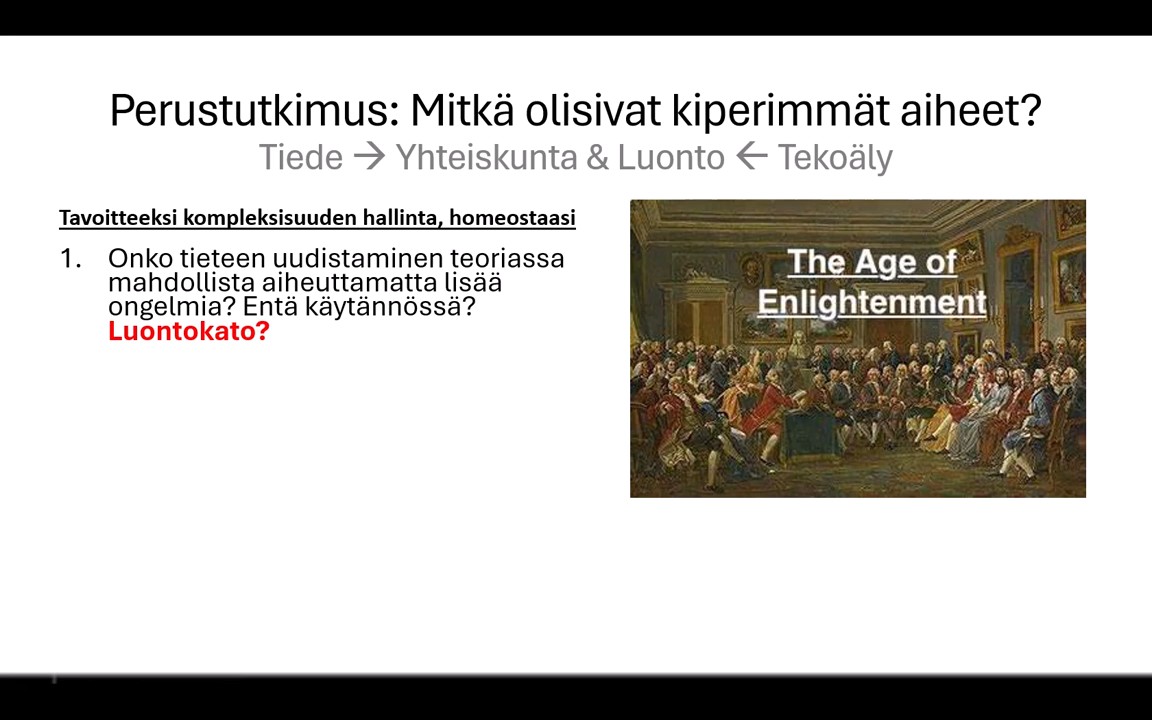 Perustutkimus: Mitkä olisivat kiperimmät aiheet?
Tiede → Yhteiskunta & Luonto ← Tekoäly
Tavoitteeksi kompleksisuuden hallinta, homeostaasi
1. Onko tieteen uudistaminen teoriassa
mahdollista aiheuttamatta lisää
ongelmia? Entä käytännössä?
Luontokato?
The Age of
Enlightenment